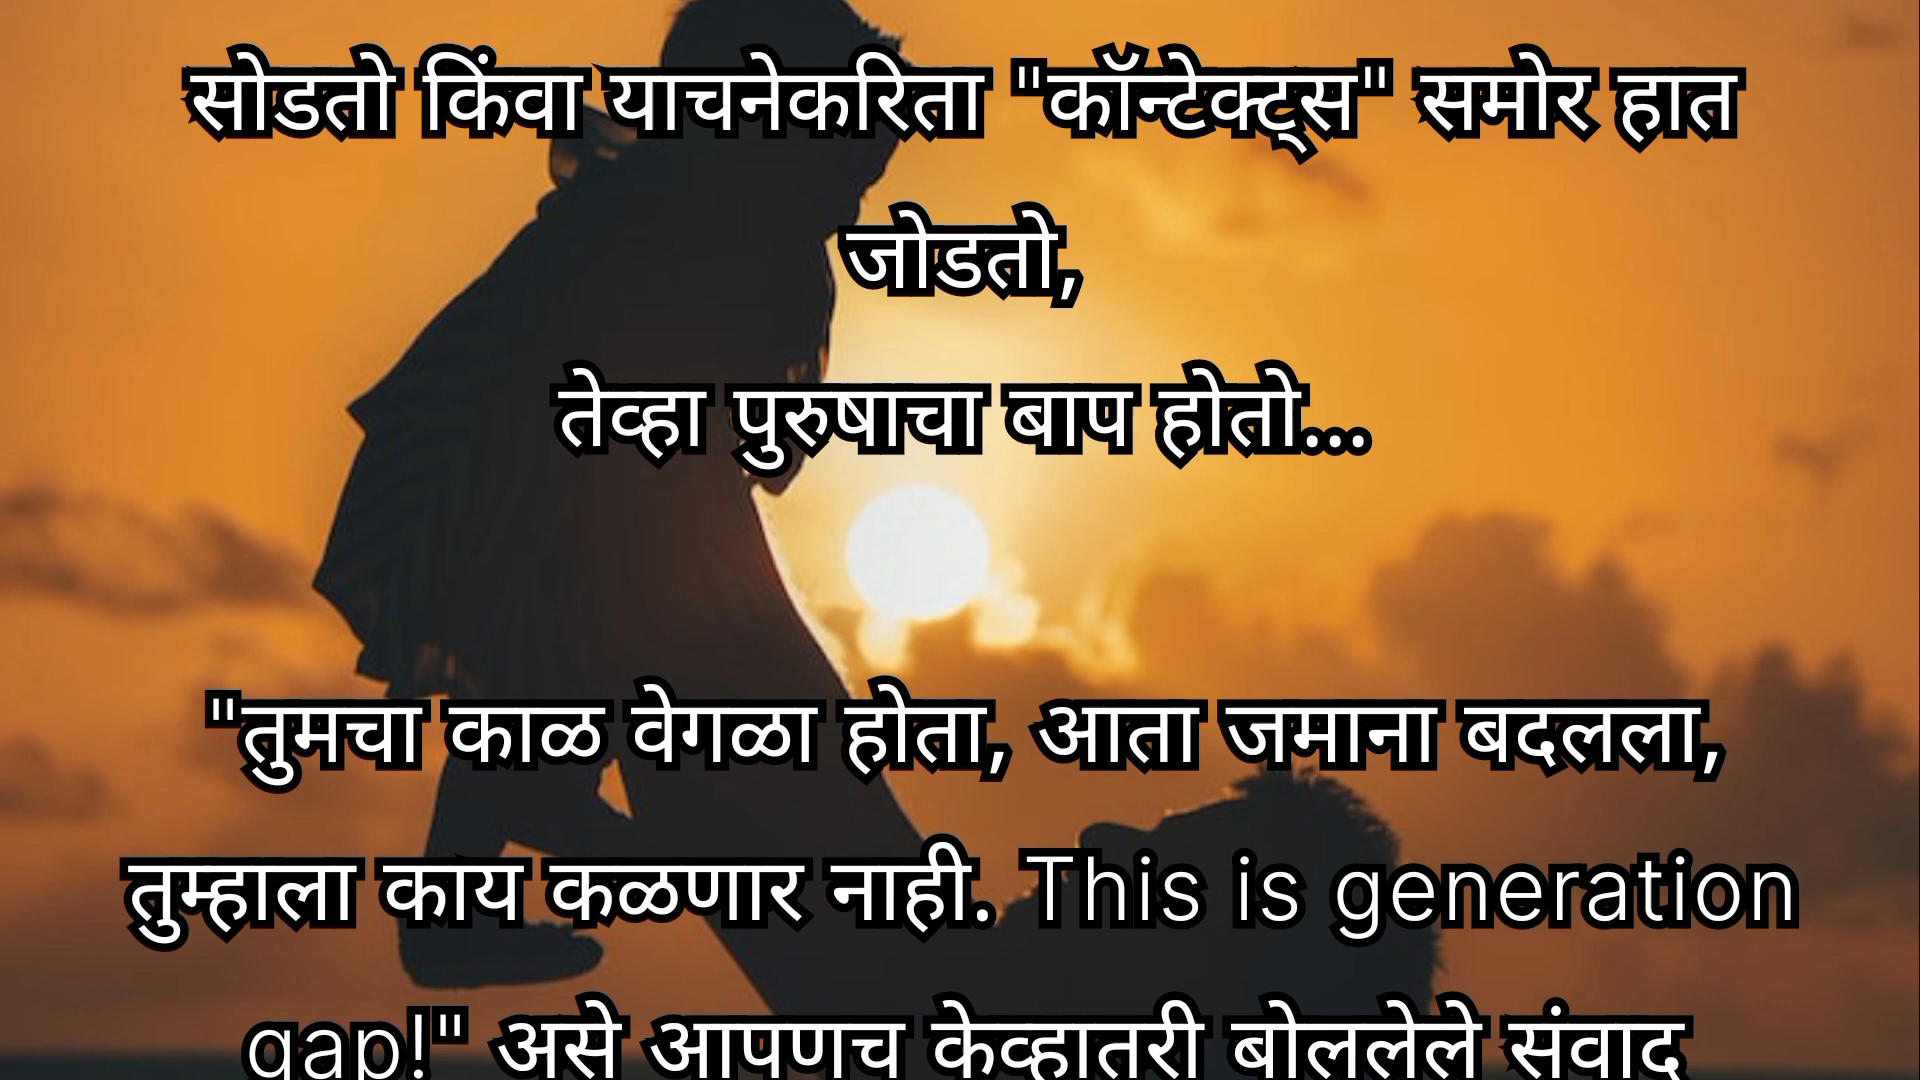 सोडतो किंवा याचनेकरिता "कॉन्टेक्ट्स" समोर हात
जोडतो,
तेव्हा पुरुषाचा बाप होतो...
"तुमचा काळ वेगळा होता, आता जमाना बदलला,
तुम्हाला काय कळणार नाही. This is generation
gap!" असे आपणच केव्हातरी बोललेले संवाद